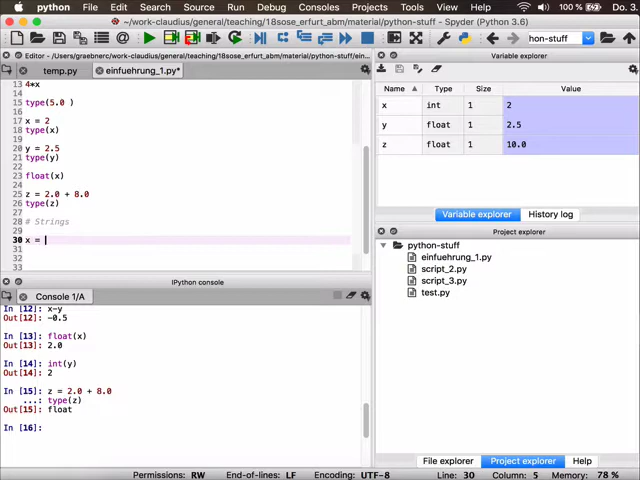 Edit Search Source Run Debug Consoles Projects Tools View 100 % Do. 3
~/work-claudius/general/teaching/18sose_erfurt_abm/material/python-stuff - Spyder (Python 3.6)
hon-stuff
Editor - /Users/graebnerc/work-claudius/general/teaching/18sose_erfurt_abm/material/python-stuff/ein...
Variable explorer
temp.py einfuehrung_1.py*
13 4*x
14
15 type(5.0 )
16
17 x = 2
18 type(x)
19
20 y = 2.5
21 type(y)
22
23 float(x)
24
25 z = 2.0 + 8.0
26 type(z)
27
28 # Strings
29
30 x =
31
32
33
Name Type Size Value
x int 1 2
y float 1 2.5
z float 1 10.0
Variable explorer History log
Project explorer
python-stuff
einfuehrung_1.py
script_2.py
script_3.py
test.py
IPython console
Console 1/A
In [12]: x-y
Out[12]: -0.5
In [13]: float(x)
Out[13]: 2.0
In [14]: int(y)
Out[14]: 2
In [15]: z = 2.0 + 8.0
...: type(z)
Out[15]: float
In [16]:
File explorer Project explorer Help
Permissions: RW End-of-lines: LF Encoding: UTF-8 Line: 30 Column: 5 Memory: 78 %